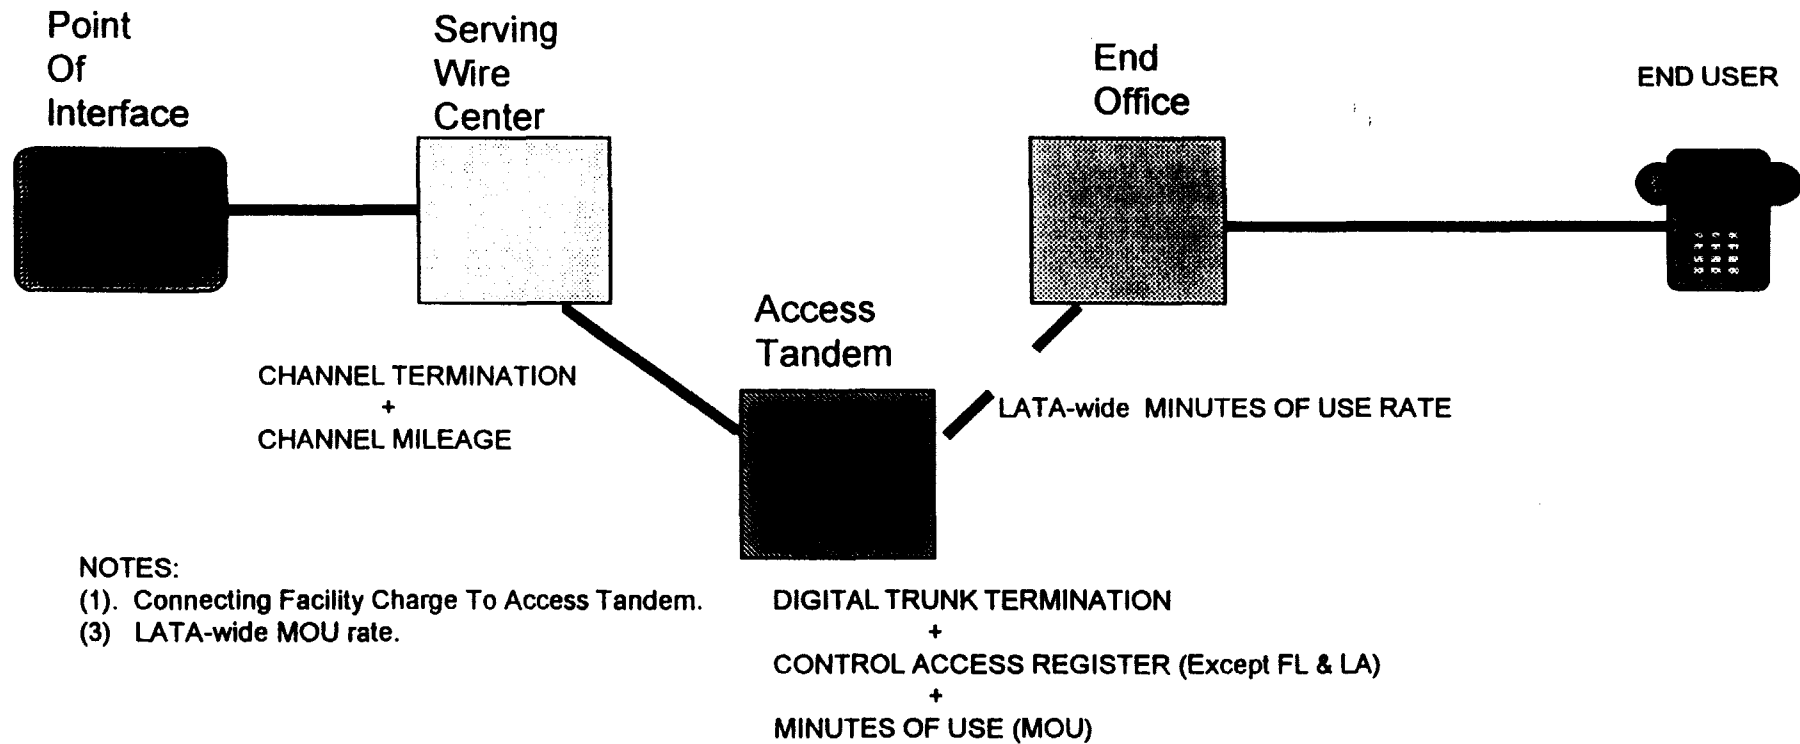 Point
Of
Interface
Serving
Wire
Center
End
Office
END USER
Access
Tandem
CHANNEL TERMINATION
+
CHANNEL MILEAGE
LATA-wide MINUTES OF USE RATE
NOTES:
(1). Connecting Facility Charge To Access Tandem.
(3) LATA-wide MOU rate.
DIGITAL TRUNK TERMINATION
+
CONTROL ACCESS REGISTER (Except FL & LA)
+
MINUTES OF USE (MOU)